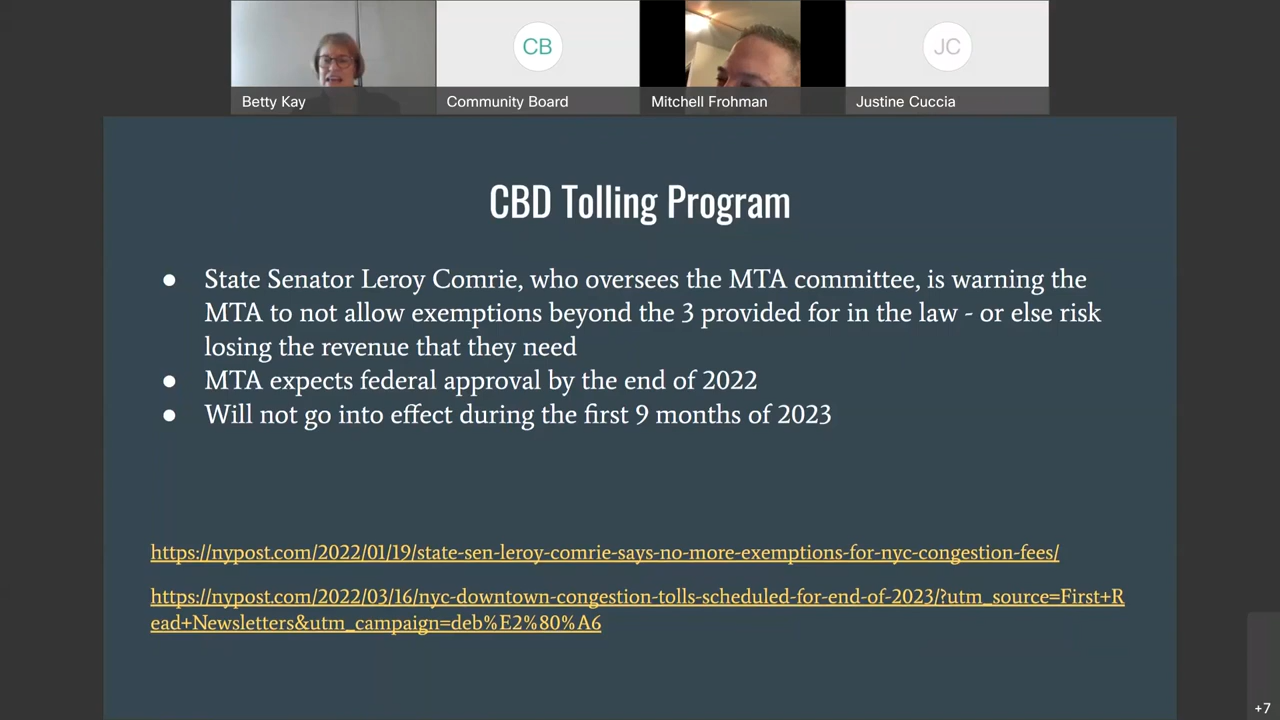 CB
JC
Betty Kay
Community Board
Mitchell Frohman
Justine Cuccia
CBD Tolling Program
● State Senator Leroy Comrie, who oversees the MTA committee, is warning the
MTA to not allow exemptions beyond the 3 provided for in the law - or else risk
losing the revenue that they need
● MTA expects federal approval by the end of 2022
● Will not go into effect during the first 9 months of 2023
https://nypost.com/2022/01/19/state-sen-leroy-comrie-says-no-more-exemptions-for-nyc-congestion-fees/
https://nypost.com/2022/03/16/nyc-downtown-congestion-tolls-scheduled-for-end-of-2023/?utm_source=First+R
ead+Newsletters&utm_campaign=deb%E2%80%A6
+7